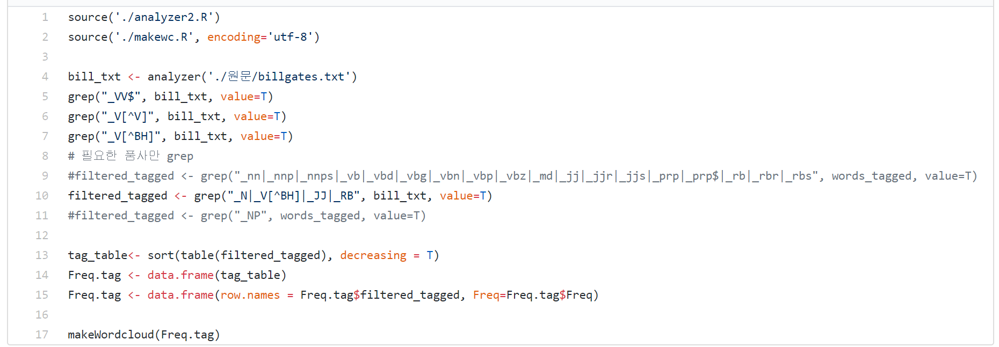 1 source('./analyzer2.R')
2 source('./makewc.R', encoding='utf-8')
3
4 bill_txt <- analyzer('./원문/billgates.txt')
5 grep("_VV$", bill_txt, value=T)
6 grep("_V[^V]", bill_txt, value=T)
7 grep("_V[^BH]", bill_txt, value=T)
8 # 필요한 품사만 grep
9 #filtered_tagged <- grep("_nn|_nnp|_nnps|_vb|_vbd|_vbg|_vbn|_vbp|_vbz|_md|_jj|_jjr|_jjs|_prp|_prp$|_rb|_rbr|_rbs", words_tagged, value=T)
10 filtered_tagged <- grep("_N|_V[^BH]|_JJ|_RB", bill_txt, value=T)
11 #filtered_tagged <- grep("_NP", words_tagged, value=T)
12
13 tag_table<- sort(table(filtered_tagged), decreasing = T)
14 Freq.tag <- data.frame(tag_table)
15 Freq.tag <- data.frame(row.names = Freq.tag$filtered_tagged, Freq=Freq.tag$Freq)
16
17 makeWordcloud(Freq.tag)